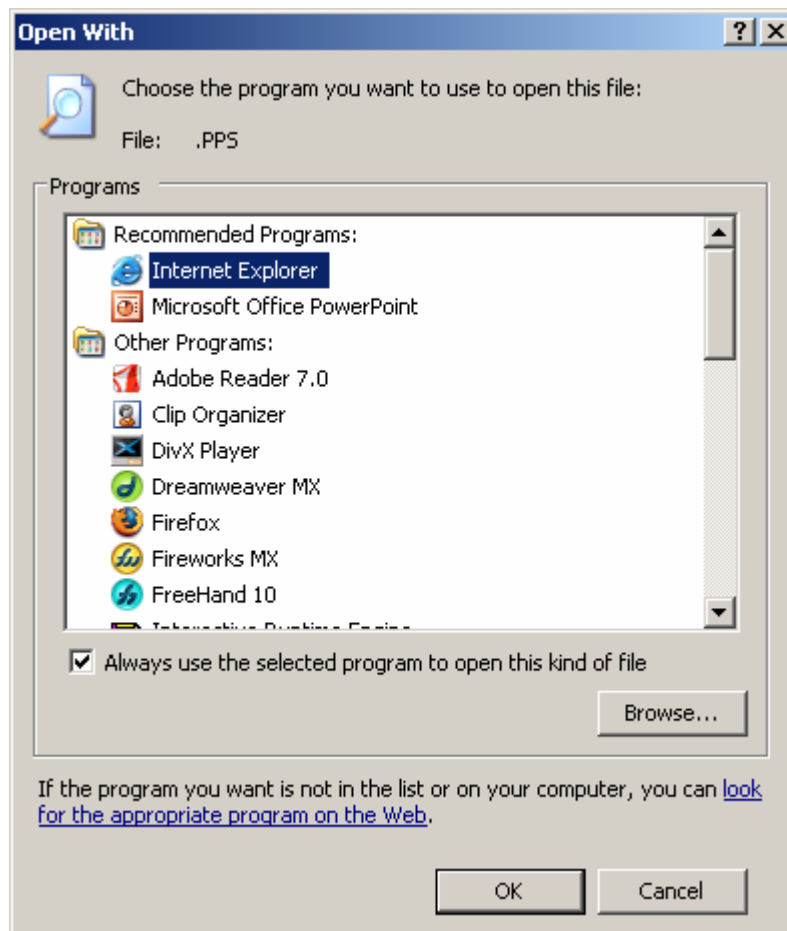 Open With
Choose the program you want to use to open this file:
File: .PPS
Programs
Recommended Programs:
Internet Explorer
Microsoft Office PowerPoint
Other Programs:
Adobe Reader 7.0
Clip Organizer
DivX Player
Dreamweaver MX
Firefox
Fireworks MX
FreeHand 10
Interactive Runtime Engine
Always use the selected program to open this kind of file
Browse...
If the program you want is not in the list or on your computer, you can look
for the appropriate program on the Web.
OK
Cancel